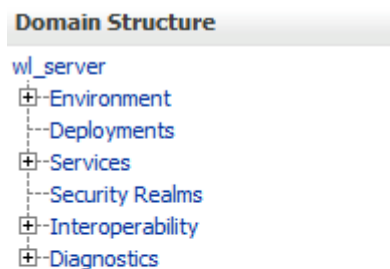 Domain Structure
wl_server
Environment
Deployments
Services
Security Realms
Interoperability
Diagnostics